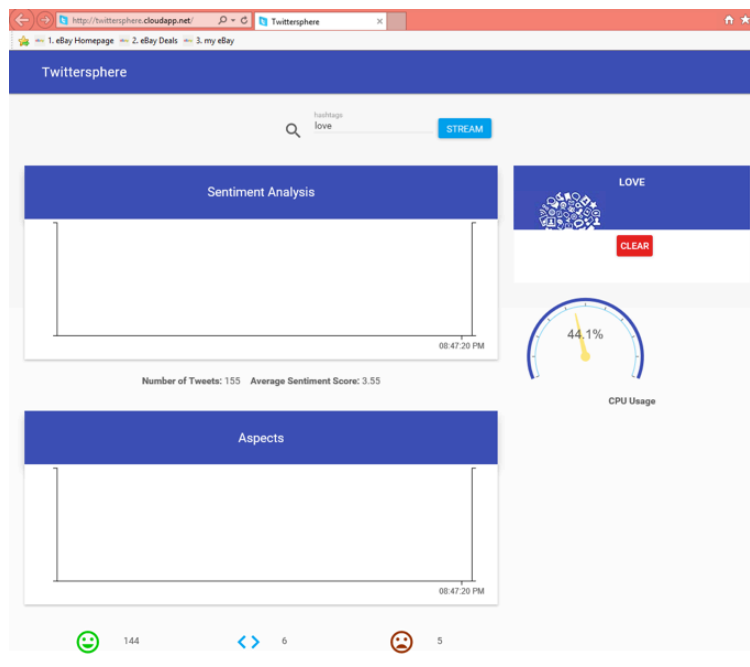 http://twittersphere.cloudapp.net/
Twittersphere
1. eBay Homepage 2. eBay Deals 3. my eBay
Twittersphere
hashtags
love
STREAM
Sentiment Analysis
08:47:20 PM
Number of Tweets: 155 Average Sentiment Score: 3.55
LOVE
CLEAR
44.1%
CPU Usage
Aspects
08:47:20 PM
144 6 5